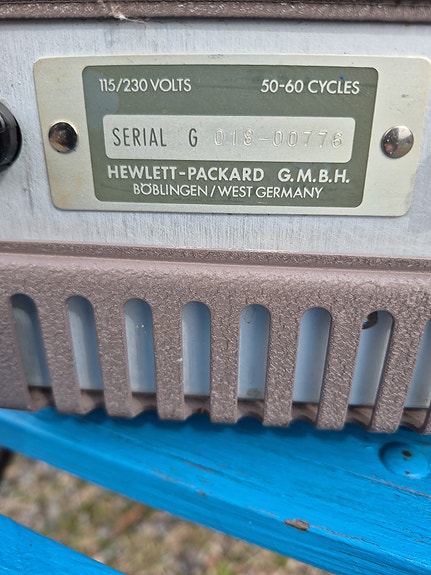 115/230 VOLTS 50-60 CYCLES
SERIAL G 018-00776
HEWLETT-PACKARD G.M.B.H.
BÖBLINGEN/WEST GERMANY